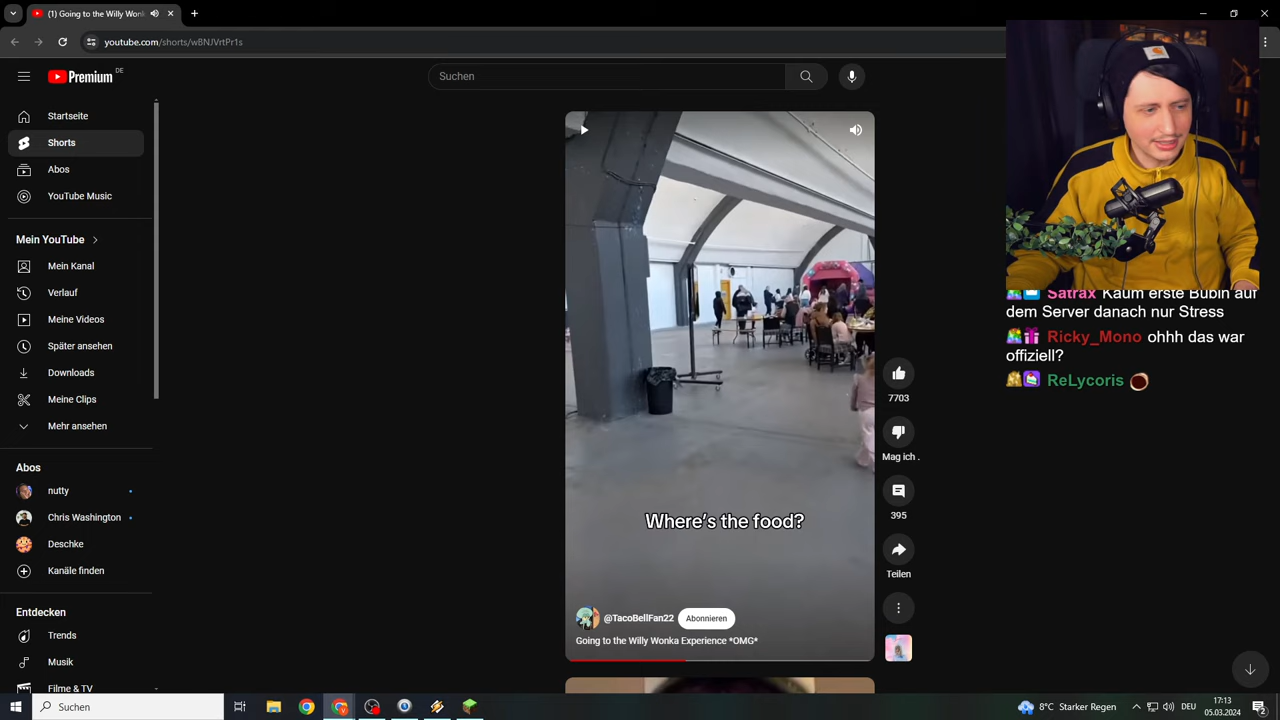 (1) Going to the Willy Wonk
youtube.com/shorts/wBNJVrtPr1s
Premium DE
Suchen
Startseite
Shorts
Abos
YouTube Music
Mein YouTube
Mein Kanal
Verlauf
Meine Videos
Später ansehen
Downloads
Meine Clips
Mehr ansehen
Abos
nutty
Chris Washington
Deschke
Kanäle finden
Entdecken
Trends
Musik
Filme & TV
Where's the food?
@TacoBellFan22 Abonnieren
Going to the Willy Wonka Experience *OMG*
7703
Mag ich .
395
Teilen
Satrax Kaum erste Bubin auf
dem Server danach nur Stress
Ricky_Mono ohhh das war
offiziell?
ReLycoris
Suchen
8°C Starker Regen
DEU
17:13
05.03.2024
2